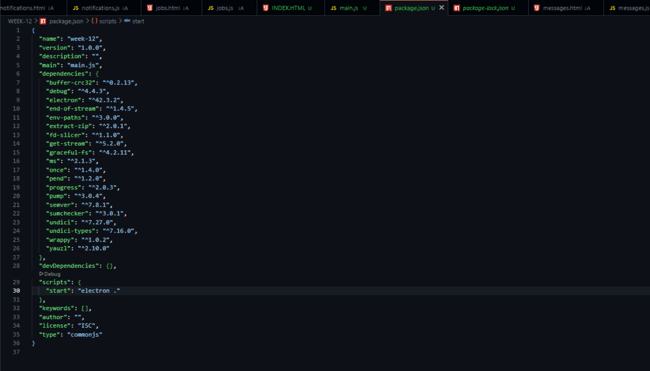 notifications.html U
notifications.js U
jobs.html U
jobs.js U
INDEX.HTML U
main.js U
package.json U
package-lock.json U
messages.html U
messages.js U
WEEK-12 > package.json > {} scripts > start
1 {
2 "name": "week-12",
3 "version": "1.0.0",
4 "description": "",
5 "main": "main.js",
6 "dependencies": {
7 "buffer-crc32": "^0.2.13",
8 "debug": "^4.4.3",
9 "electron": "^42.3.2",
10 "end-of-stream": "^1.4.5",
11 "env-paths": "^3.0.0",
12 "extract-zip": "^2.0.1",
13 "fd-slicer": "^1.1.0",
14 "get-stream": "^5.2.0",
15 "graceful-fs": "^4.2.11",
16 "ms": "^2.1.3",
17 "once": "^1.4.0",
18 "pend": "^1.2.0",
19 "progress": "^2.0.3",
20 "pump": "^3.0.4",
21 "semver": "^7.8.1",
22 "sumchecker": "^3.0.1",
23 "undici": "^7.27.0",
24 "undici-types": "^7.16.0",
25 "wrappy": "^1.0.2",
26 "yauzl": "^2.10.0"
27 },
28 "devDependencies": {},
Debug
29 "scripts": {
30 "start": "electron ."
31 },
32 "keywords": [],
33 "author": "",
34 "license": "ISC",
35 "type": "commonjs"
36 }
37